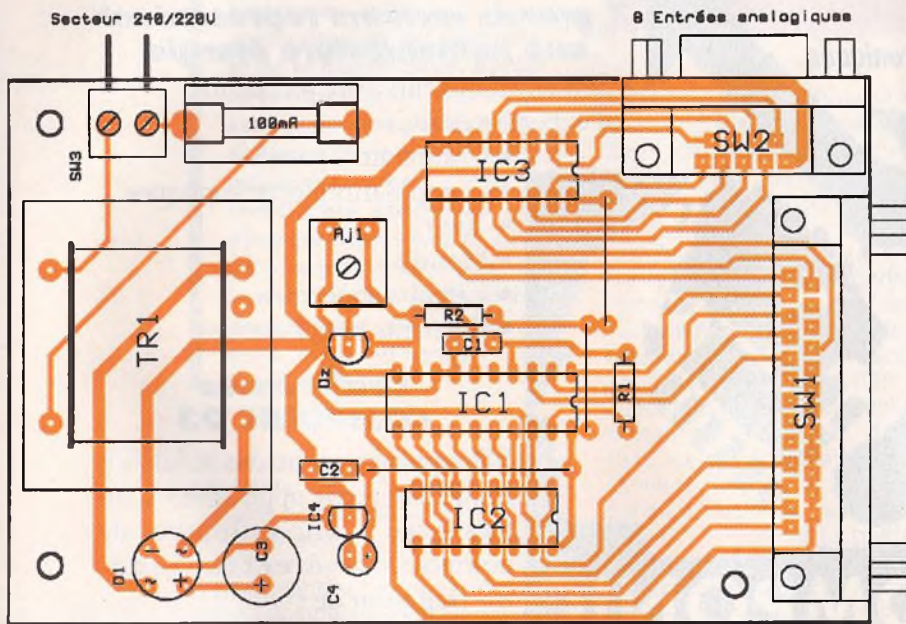 Secteur 240/220V
8 Entrées analogiques
SW3
100mA
SW2
IC3
Aj1
TR1
R2
C1
Dz
IC1
R1
SW1
C2
IC4
IC2
D1
C3
C4
- ~
~ +
+
+